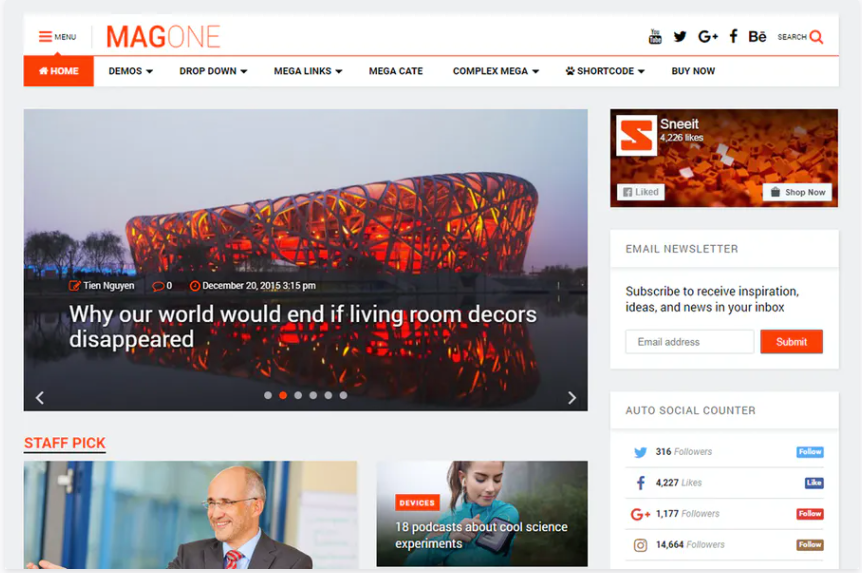 MENU
MAGONE
You
Tube
G+
f
Bē
SEARCH
HOME
DEMOS
DROP DOWN
MEGA LINKS
MEGA CATE
COMPLEX MEGA
SHORTCODE
BUY NOW
Sneeit
4,226 likes
Liked
Shop Now
Tien Nguyen
0
December 20, 2015 3:15 pm
Why our world would end if living room decors
disappeared
EMAIL NEWSLETTER
Subscribe to receive inspiration,
ideas, and news in your inbox
Email address
Submit
AUTO SOCIAL COUNTER
316 Followers
Follow
f
4,227 Likes
Like
G+
1,177 Followers
Follow
14,664 Followers
Follow
STAFF PICK
DEVICES
18 podcasts about cool science
experiments